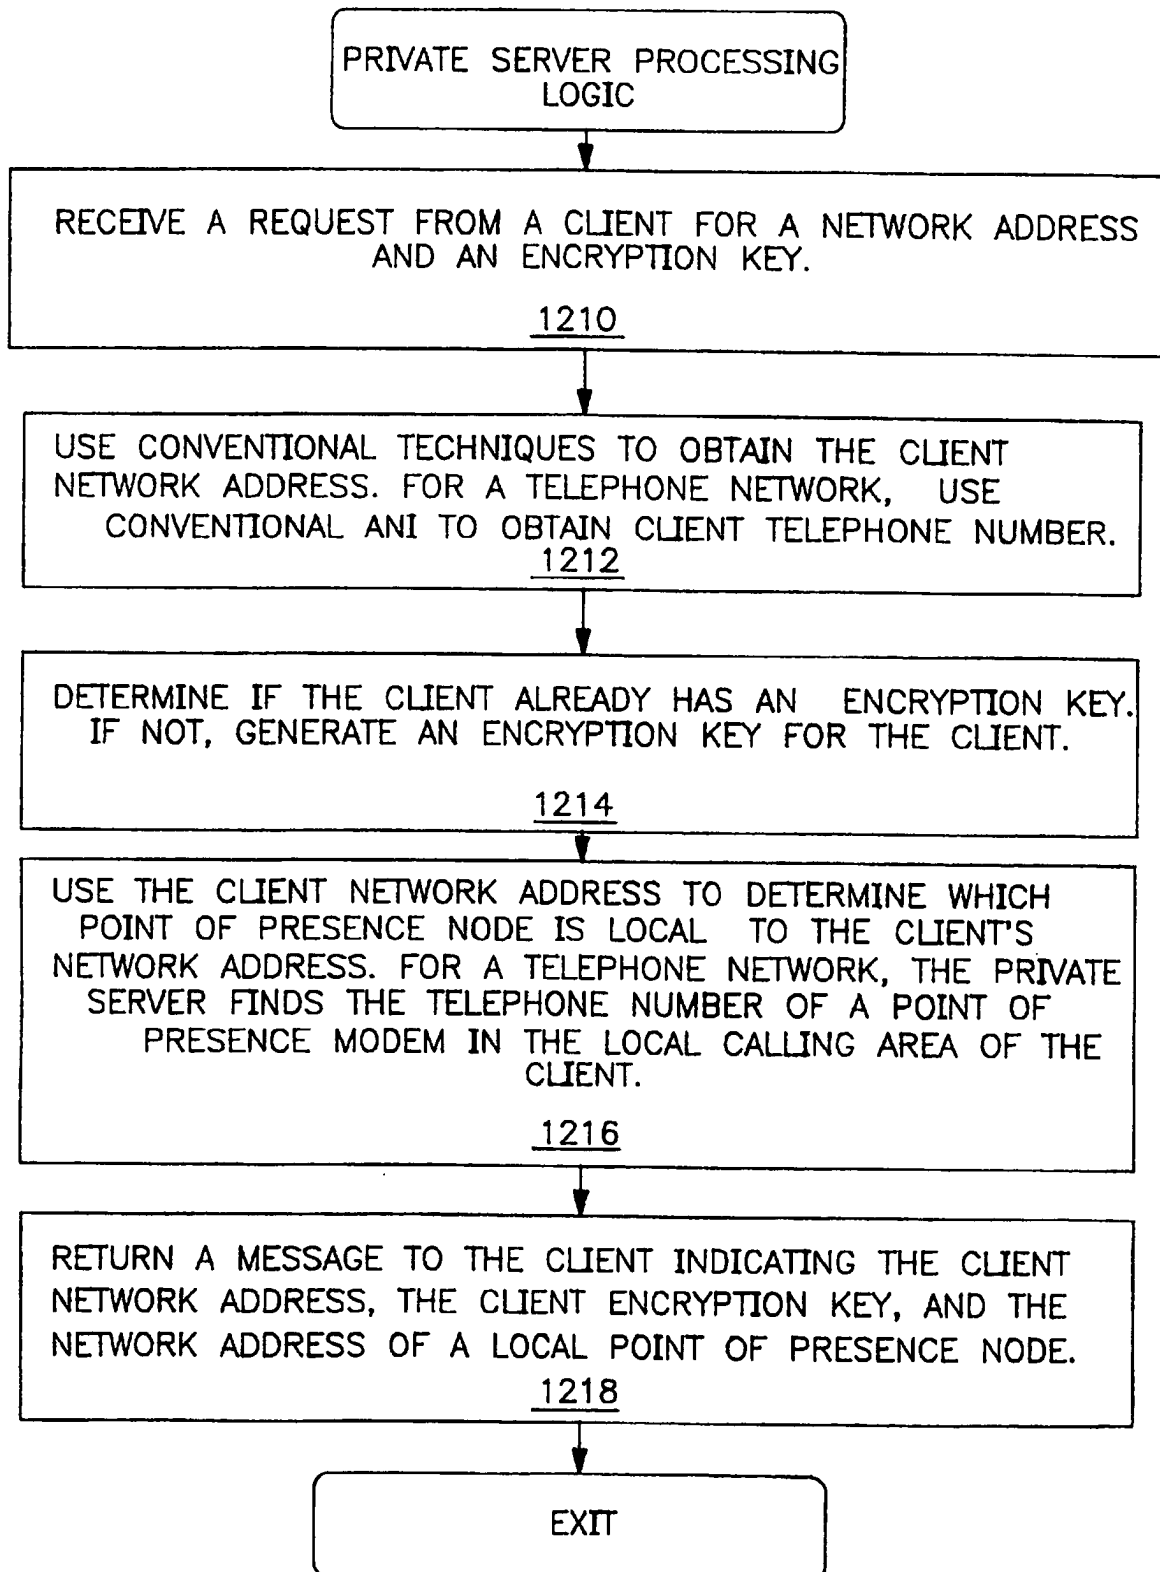 PRIVATE SERVER PROCESSING
LOGIC
RECEIVE A REQUEST FROM A CLIENT FOR A NETWORK ADDRESS
AND AN ENCRYPTION KEY.
1210
USE CONVENTIONAL TECHNIQUES TO OBTAIN THE CLIENT
NETWORK ADDRESS. FOR A TELEPHONE NETWORK, USE
CONVENTIONAL ANI TO OBTAIN CLIENT TELEPHONE NUMBER.
1212
DETERMINE IF THE CLIENT ALREADY HAS AN ENCRYPTION KEY.
IF NOT, GENERATE AN ENCRYPTION KEY FOR THE CLIENT.
1214
USE THE CLIENT NETWORK ADDRESS TO DETERMINE WHICH
POINT OF PRESENCE NODE IS LOCAL TO THE CLIENT'S
NETWORK ADDRESS. FOR A TELEPHONE NETWORK, THE PRIVATE
SERVER FINDS THE TELEPHONE NUMBER OF A POINT OF
PRESENCE MODEM IN THE LOCAL CALLING AREA OF THE
CLIENT.
1216
RETURN A MESSAGE TO THE CLIENT INDICATING THE CLIENT
NETWORK ADDRESS, THE CLIENT ENCRYPTION KEY, AND THE
NETWORK ADDRESS OF A LOCAL POINT OF PRESENCE NODE.
1218
EXIT